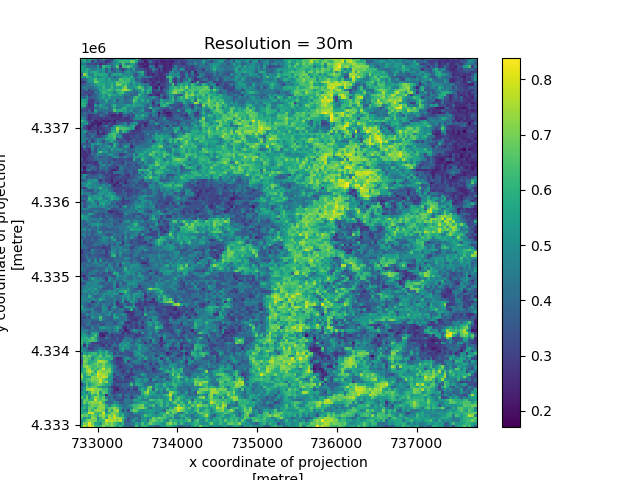 Resolution = 30m
1e6
4.337
4.336
4.335
4.334
4.333
y coordinate of projection
[metre]
733000 734000 735000 736000 737000
x coordinate of projection
[metre]
0.8
0.7
0.6
0.5
0.4
0.3
0.2